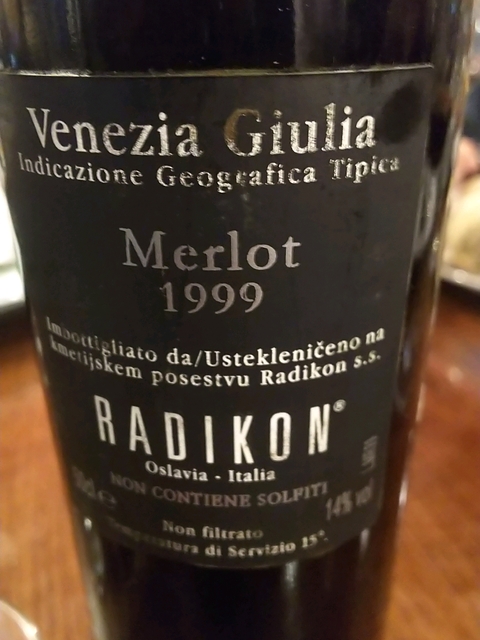 Venezia Giulia
Indicazione Geografica Tipica
Merlot
1999
Imbottigliato da/Ustekleničeno na
kmetijskem posestvu Radikon s.s.
RADIKON®
Oslavia - Italia
NON CONTIENE SOLFITI
50cl e 14% vol
Non filtrato
Temperatura di Servizio 15°.